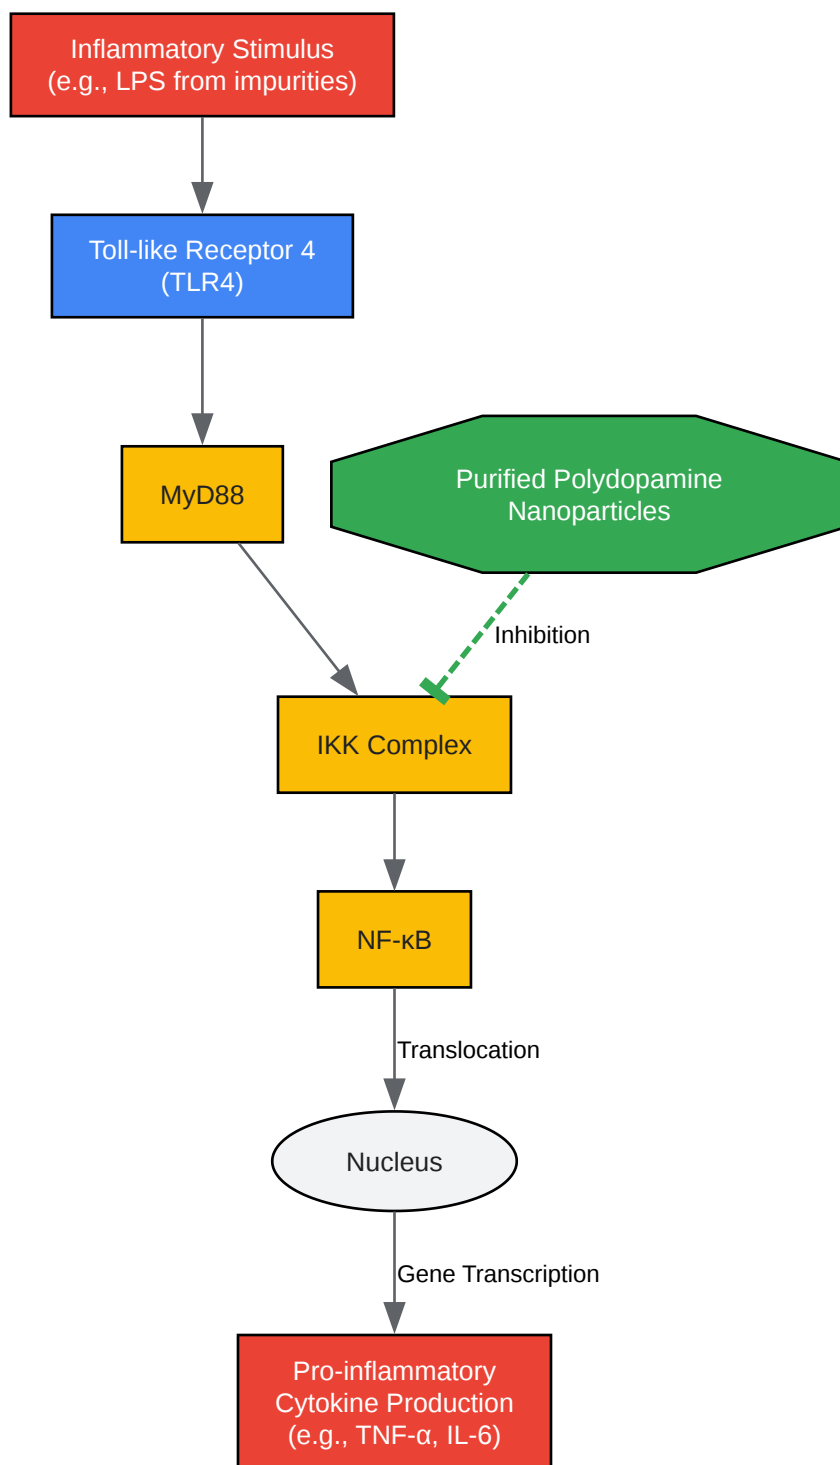 Inflammatory Stimulus
(e.g., LPS from impurities)
Toll-like Receptor 4
(TLR4)
MyD88
Purified Polydopamine
Nanoparticles
Inhibition
IKK Complex
NF-κB
Translocation
Nucleus
Gene Transcription
Pro-inflammatory
Cytokine Production
(e.g., TNF-α, IL-6)